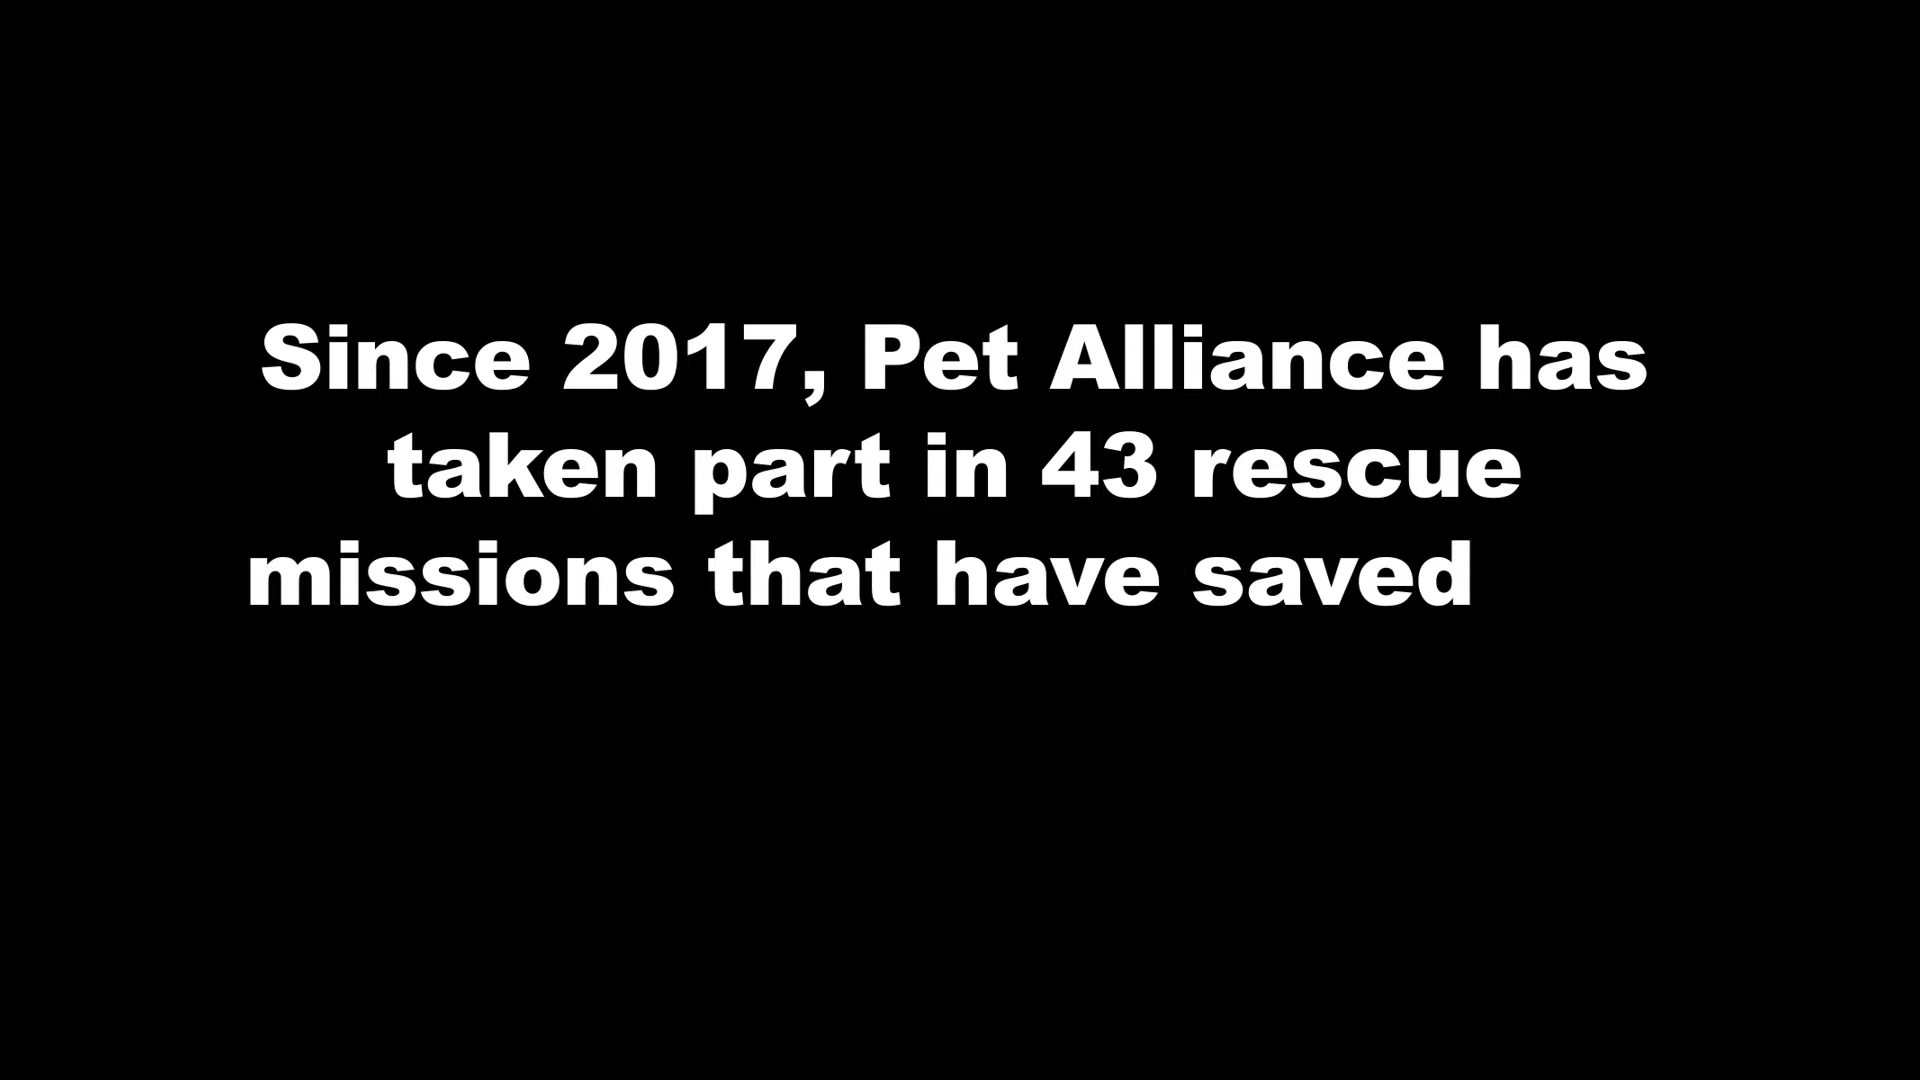 Since 2017, Pet Alliance has
taken part in 43 rescue
missions that have saved